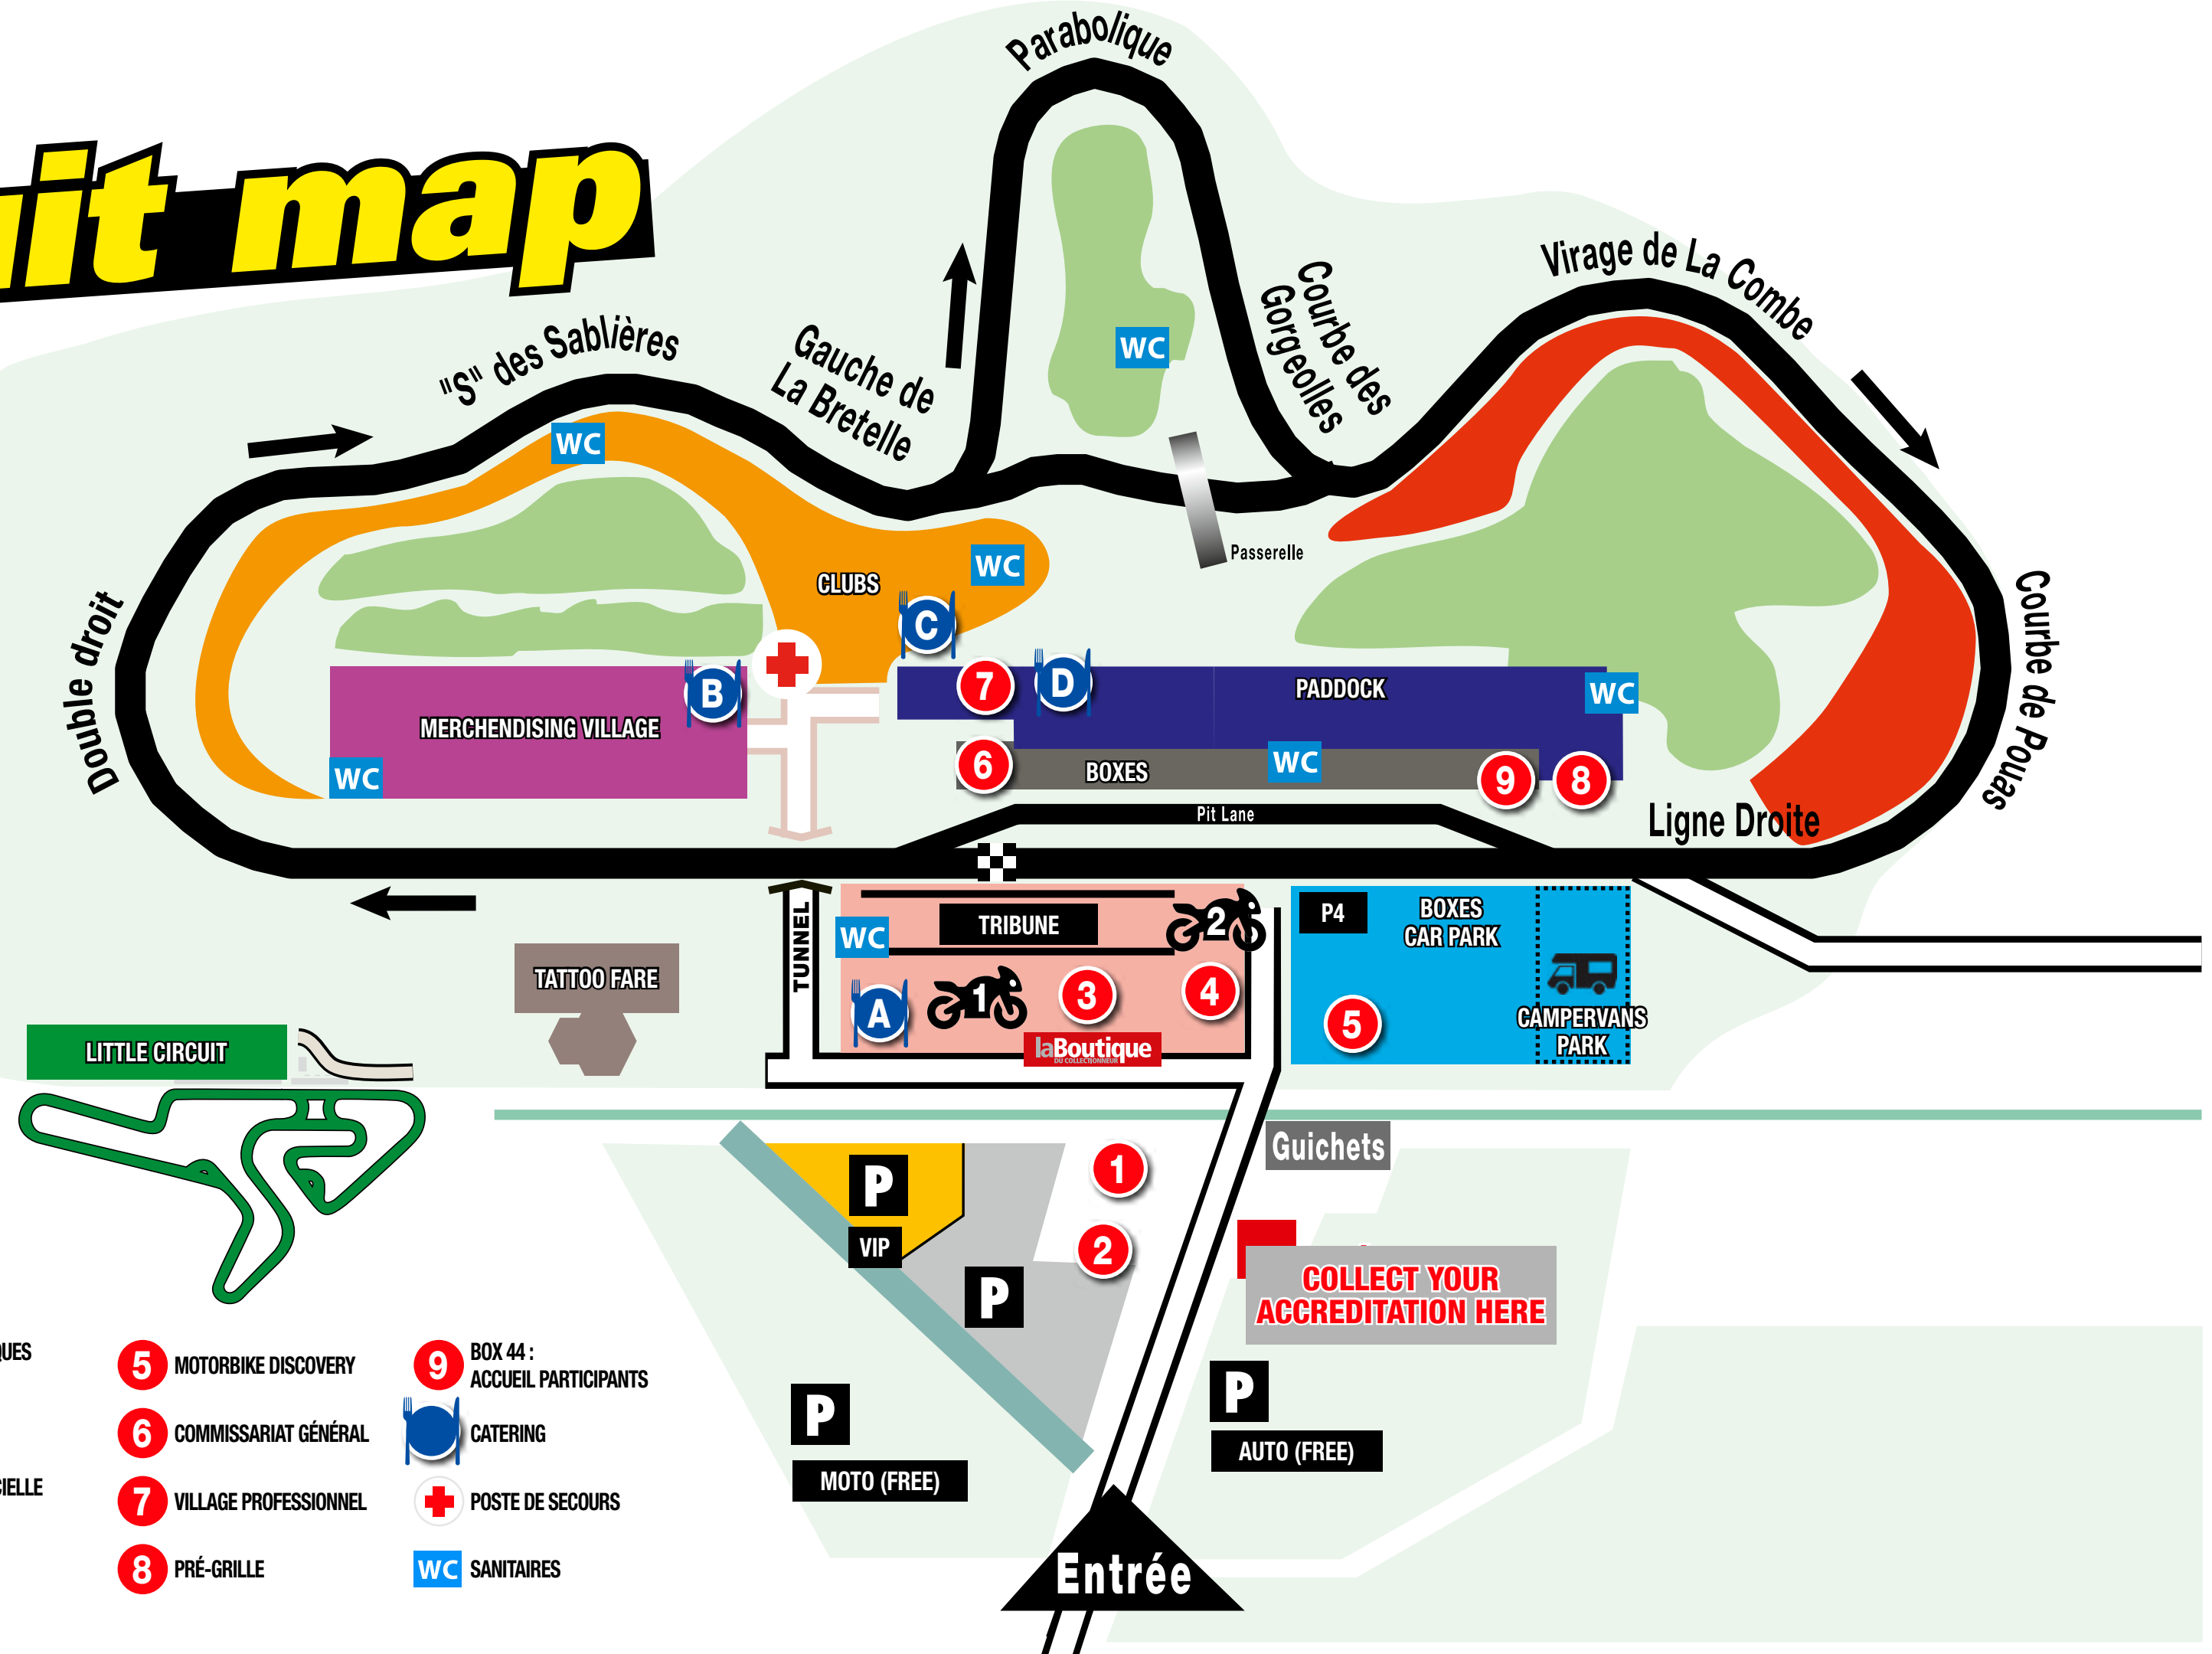 map
Parabolique
Virage de La Combe
"S" des Sablières
Gauche de
La Bretelle
Courbe des
Gorgeolles
WC
WC
WC
Passerelle
CLUBS
C
Double droit
Courbe de Pouas
B
7
D
PADDOCK
WC
MERCHENDISING VILLAGE
WC
6
BOXES
WC
9
8
Pit Lane
Ligne Droite
TUNNEL
WC
TRIBUNE
2
P4
BOXES
CAR PARK
TATTOO FARE
A
1
3
4
5
CAMPERVANS
PARK
laBoutique
DU COLLECTIONNEUR
LITTLE CIRCUIT
Guichets
P
VIP
1
2
P
COLLECT YOUR
ACCREDITATION HERE
P
MOTO (FREE)
P
AUTO (FREE)
Entrée
5 MOTORBIKE DISCOVERY
6 COMMISSARIAT GÉNÉRAL
7 VILLAGE PROFESSIONNEL
8 PRÉ-GRILLE
9 BOX 44 :
ACCUEIL PARTICIPANTS
CATERING
POSTE DE SECOURS
WC SANITAIRES